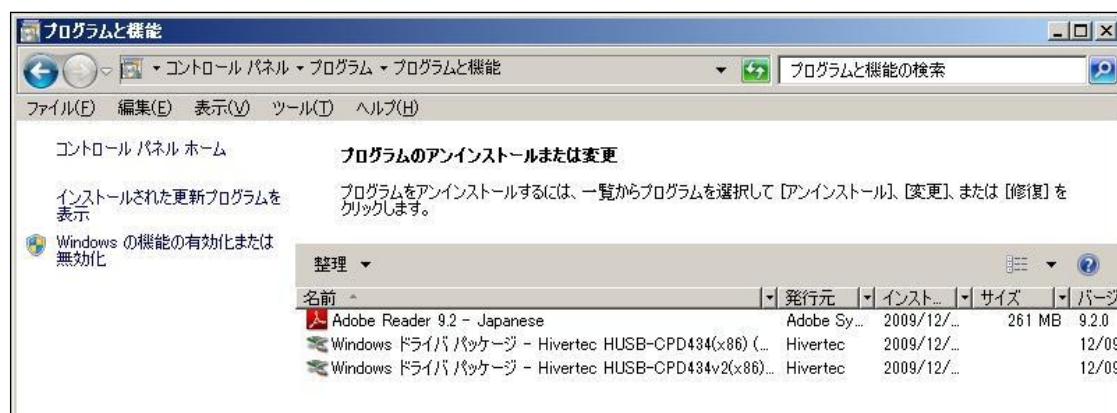 プログラムと機能
コントロール パネル プログラム プログラムと機能
プログラムと機能の検索
ファイル(F) 編集(E) 表示(V) ツール(T) ヘルプ(H)
コントロール パネル ホーム
インストールされた更新プログラムを
表示
Windows の機能の有効化または
無効化
プログラムのアンインストールまたは変更
プログラムをアンインストールするには、一覧からプログラムを選択して [アンインストール]、[変更]、または [修復] を
クリックします。
整理
名前 発行元 インスト... サイズ バージ
Adobe Reader 9.2 - Japanese Adobe Sy... 2009/12/... 261 MB 9.2.0
Windows ドライバ パッケージ - Hivertec HUSB-CPD434(x86) (... Hivertec 2009/12/... 12/09
Windows ドライバ パッケージ - Hivertec HUSB-CPD434v2(x86)... Hivertec 2009/12/... 12/09